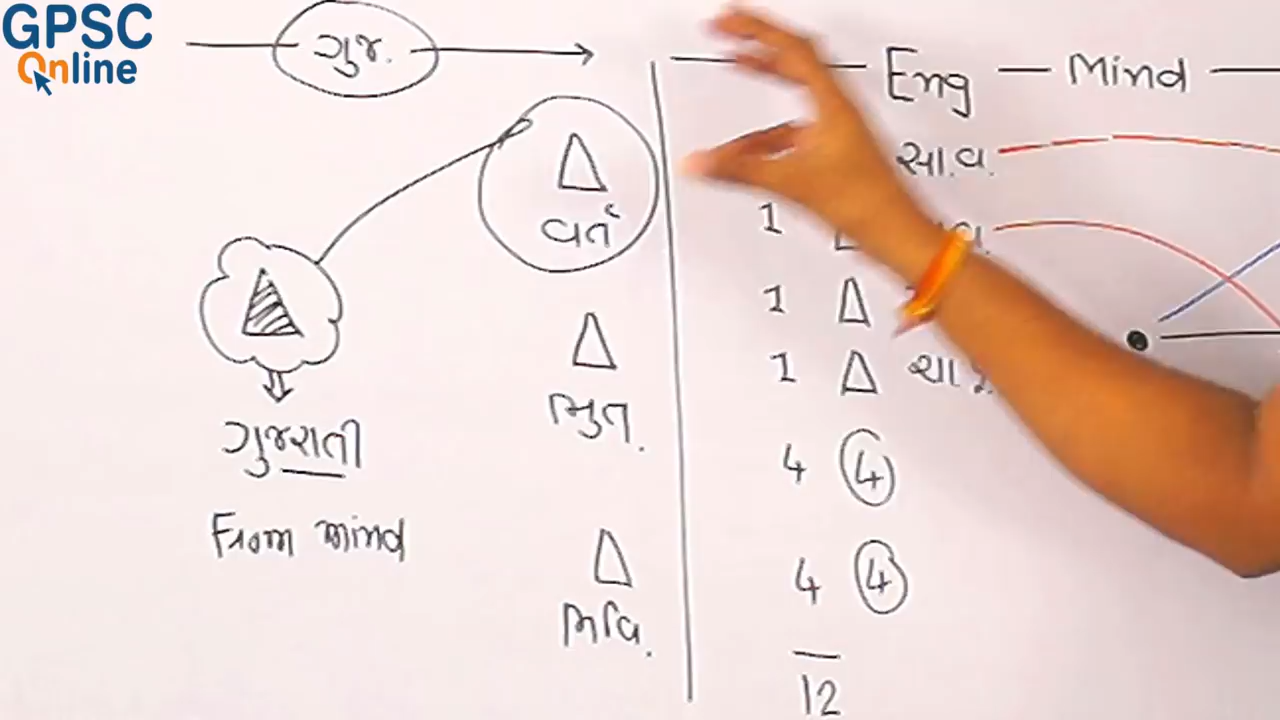 GPSC
Online
ગુજ.
વર્ત
ગુજરાતી
From mind
ભુત.
ભવિ.
Eng — Mind
સા.વ.
1
1
1 ચા.
4 4
4 4
12